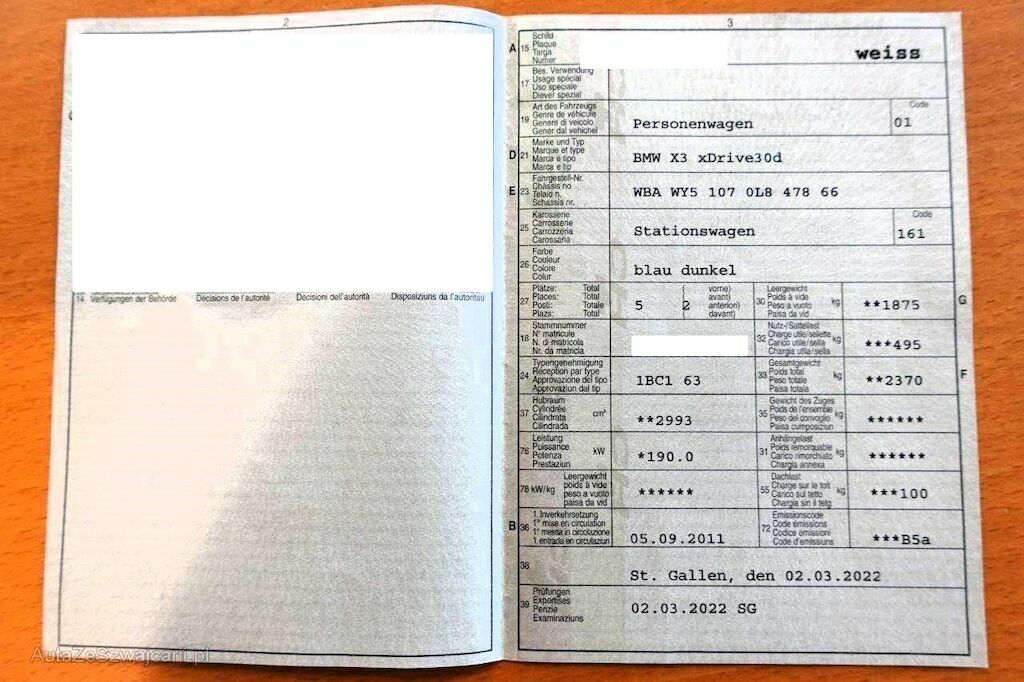 2
14 Verfügungen der Behörde Décisions de l'autorité Decisioni dell'autorità Disposiziuns da l'autoritad
3
A 15 Schild
Plaque
Targa
Numer
weiss
17 Bes. Verwendung
Usage spécial
Uso speciale
Diever spezial
19 Art des Fahrzeugs
Genre de véhicule
Genere di veicolo
Gener dal vehichel
Personenwagen
Code
01
D 21 Marke und Typ
Marque et type
Marca e tipo
Marca e tip
BMW X3 xDrive30d
E 23 Fahrgestell-Nr.
Châssis no
Telaio n.
Schassis nr.
WBA WY5 107 0L8 478 66
25 Karosserie
Carrosserie
Carrozzeria
Carossaria
Stationswagen
Code
161
26 Farbe
Couleur
Colore
Colur
blau dunkel
27 Plätze: Total ( vorne)
Places: Total avant)
Posti: Totale anteriori)
Plazs: Total davant)
5 2
30 Leergewicht
Poids à vide
Peso a vuoto
Paisa da vid
kg
**1875
G
18 Stammnummer
N° matricule
N. di matricola
Nr. da matricla
32 Nutz-/Sattellast
Charge utile/sellette
Carico utile/sella
Chargia utila/sella
kg
***495
24 Typengenehmigung
Réception par type
Approvazione del tipo
Approvaziun dal tip
1BC1 63
33 Gesamtgewicht
Poids total
Peso totale
Paisa totala
kg
**2370
F
37 Hubraum
Cylindrée
Cilindrata
Cilindrada
cm³
**2993
35 Gewicht des Zuges
Poids de l'ensemble
Peso del convoglio
Paisa cumposiziun
kg
******
76 Leistung
Puissance
Potenza
Prestaziun
kW
*190.0
31 Anhängelast
Poids remorquable
Carico rimorchiato
Chargia annexa
kg
******
78 kW/kg Leergewicht
poids à vide
peso a vuoto
paisa da vid
******
55 Dachlast
Charge sur le toit
Carico sul tetto
Chargia sin il tetg
kg
***100
B 36 1. Inverkehrsetzung
1re mise en circulation
1a messa in circolazione
1. entrada en circulaziun
05.09.2011
72 Emissionscode
Code émissions
Codice emissioni
Code d'emissiuns
***B5a
38
St. Gallen, den 02.03.2022
39 Prüfungen
Expertises
Perizie
Examinaziuns
02.03.2022 SG
AutaZeSzwajcarii.pl